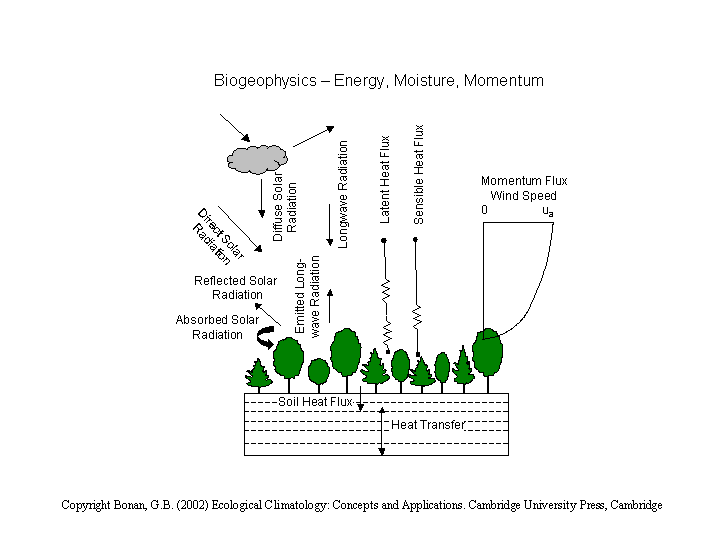 Biogeophysics – Energy, Moisture, Momentum
Diffuse Solar
Radiation
Longwave Radiation
Latent Heat Flux
Sensible Heat Flux
Momentum Flux
Wind Speed
0 ua
Direct Solar
Radiation
Reflected Solar
Radiation
Emitted Long-
wave Radiation
Absorbed Solar
Radiation
Soil Heat Flux
Heat Transfer
Copyright Bonan, G.B. (2002) Ecological Climatology: Concepts and Applications. Cambridge University Press, Cambridge